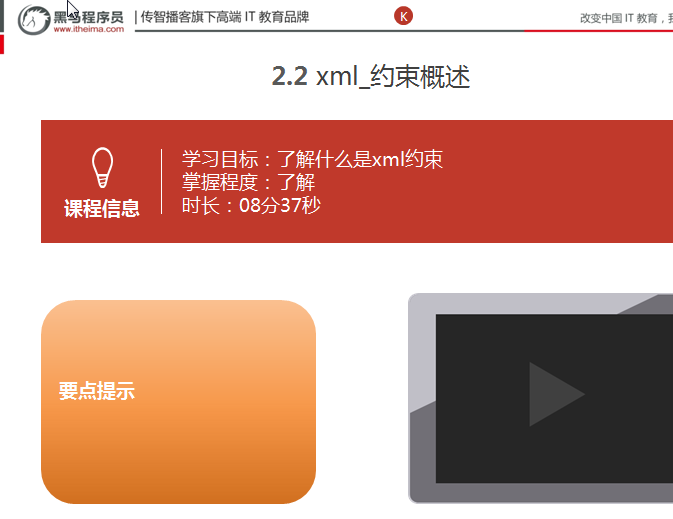 黑马程序员
www.itheima.com
传智播客旗下高端 IT 教育品牌
K
改变中国 IT 教育，
2.2 xml_约束概述
学习目标：了解什么是xml约束
掌握程度：了解
时长：08分37秒
课程信息
要点提示